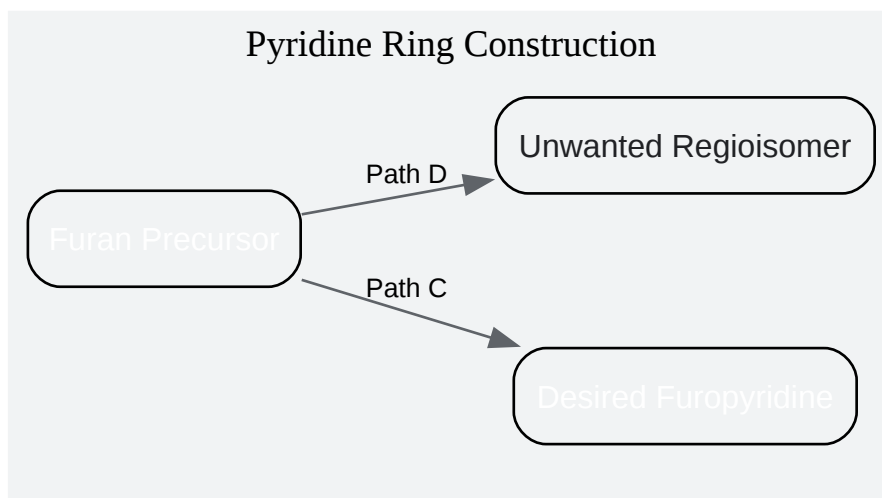 Pyridine Ring Construction
Unwanted Regioisomer
Path D
Furan Precursor
Path C
Desired Furopyridine